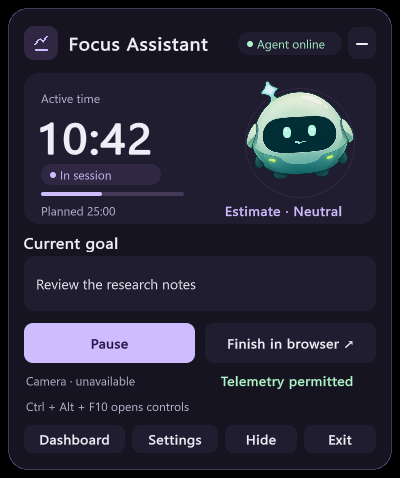 Focus Assistant
Agent online
Active time
10:42
In session
Planned 25:00
Estimate · Neutral
Current goal
Review the research notes
Pause
Finish in browser ↗
Camera · unavailable
Telemetry permitted
Ctrl + Alt + F10 opens controls
Dashboard
Settings
Hide
Exit